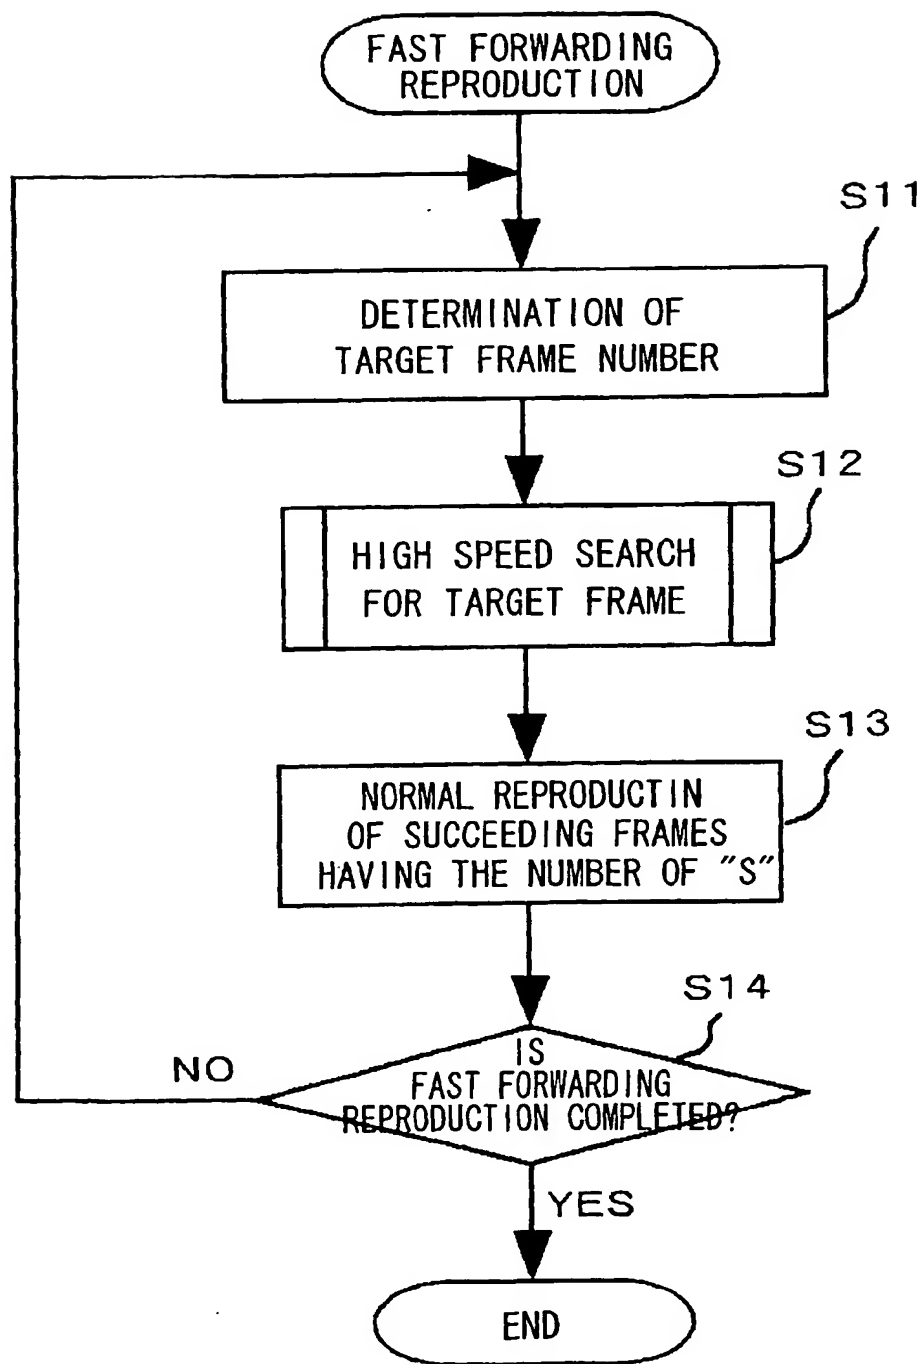 FAST FORWARDING
REPRODUCTION
S11
DETERMINATION OF
TARGET FRAME NUMBER
S12
HIGH SPEED SEARCH
FOR TARGET FRAME
S13
NORMAL REPRODUCTIN
OF SUCCEEDING FRAMES
HAVING THE NUMBER OF "S"
S14
IS
FAST FORWARDING
REPRODUCTION COMPLETED?
NO
YES
END